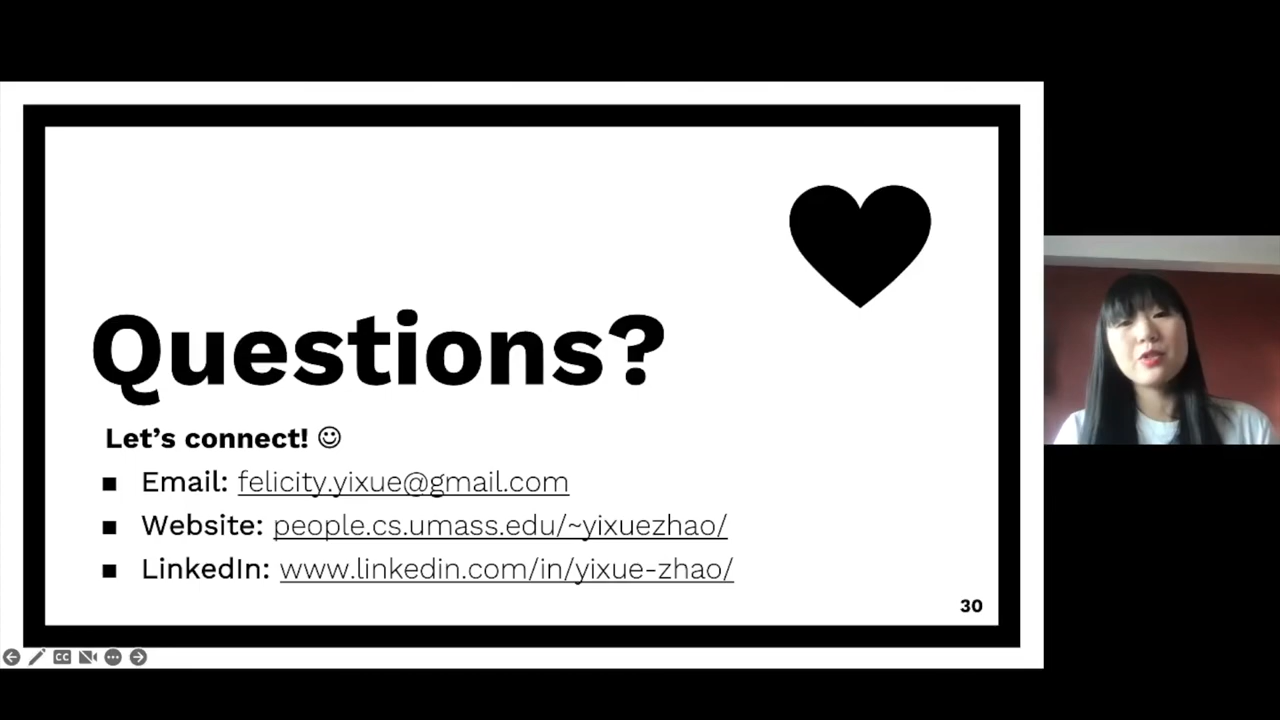 Questions?
Let's connect! ☺
▪ Email: felicity.yixue@gmail.com
▪ Website: people.cs.umass.edu/~yixuezhao/
▪ LinkedIn: www.linkedin.com/in/yixue-zhao/
30
CC